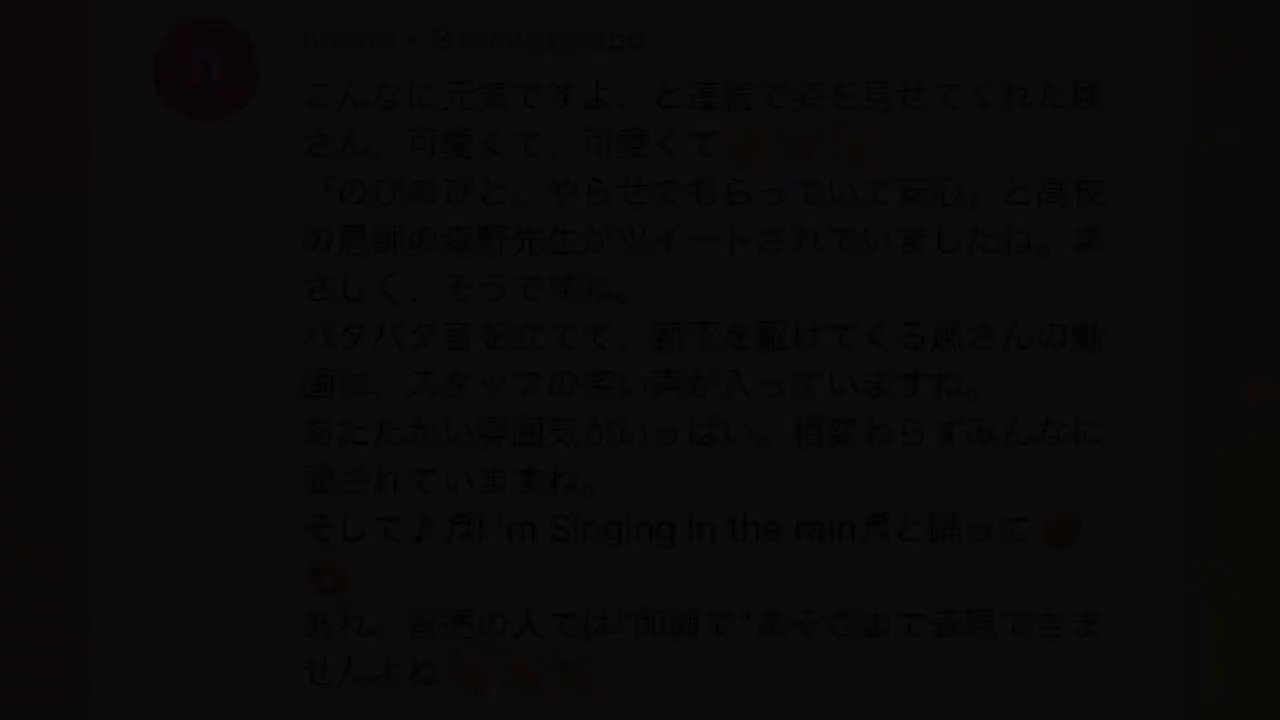 こんなに元気ですよ、と連続で姿を見せてくれた風
さん。可愛くて、可愛くて
「のびのびと、やらせてもらっていて安心」と高校
の恩師の森野先生がツイートされていましたね。ま
さしく、そうですね。
バタバタ音を立てて、廊下を駆けてくる風さんの動
画に、スタッフの笑い声が入っていますね。
あたたかい雰囲気がいっぱい。相変わらずみんなに
愛されていますね。
そして♪♬I 'm Singing in the rain♬と踊って
あれ、普通の人では"即興で"あそこまで表現できま
せんよね